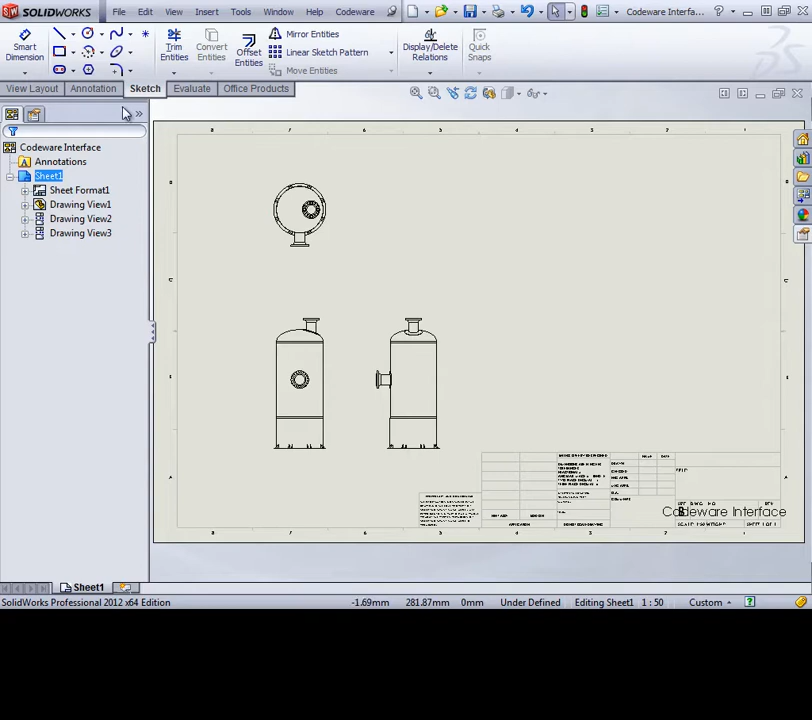 SOLIDWORKS File Edit View Insert Tools Window Help Codeware Codeware Interfa... ?
Smart Dimension
Trim Entities
Convert Entities
Offset Entities
Mirror Entities
Linear Sketch Pattern
Move Entities
Display/Delete Relations
Quick Snaps
View Layout Annotation Sketch Evaluate Office Products
Codeware Interface
Annotations
Sheet1
Sheet Format1
Drawing View1
Drawing View2
Drawing View3
Codeware Interface
Sheet1
SolidWorks Professional 2012 x64 Edition -1.69mm 281.87mm 0mm Under Defined Editing Sheet1 1 : 50 Custom